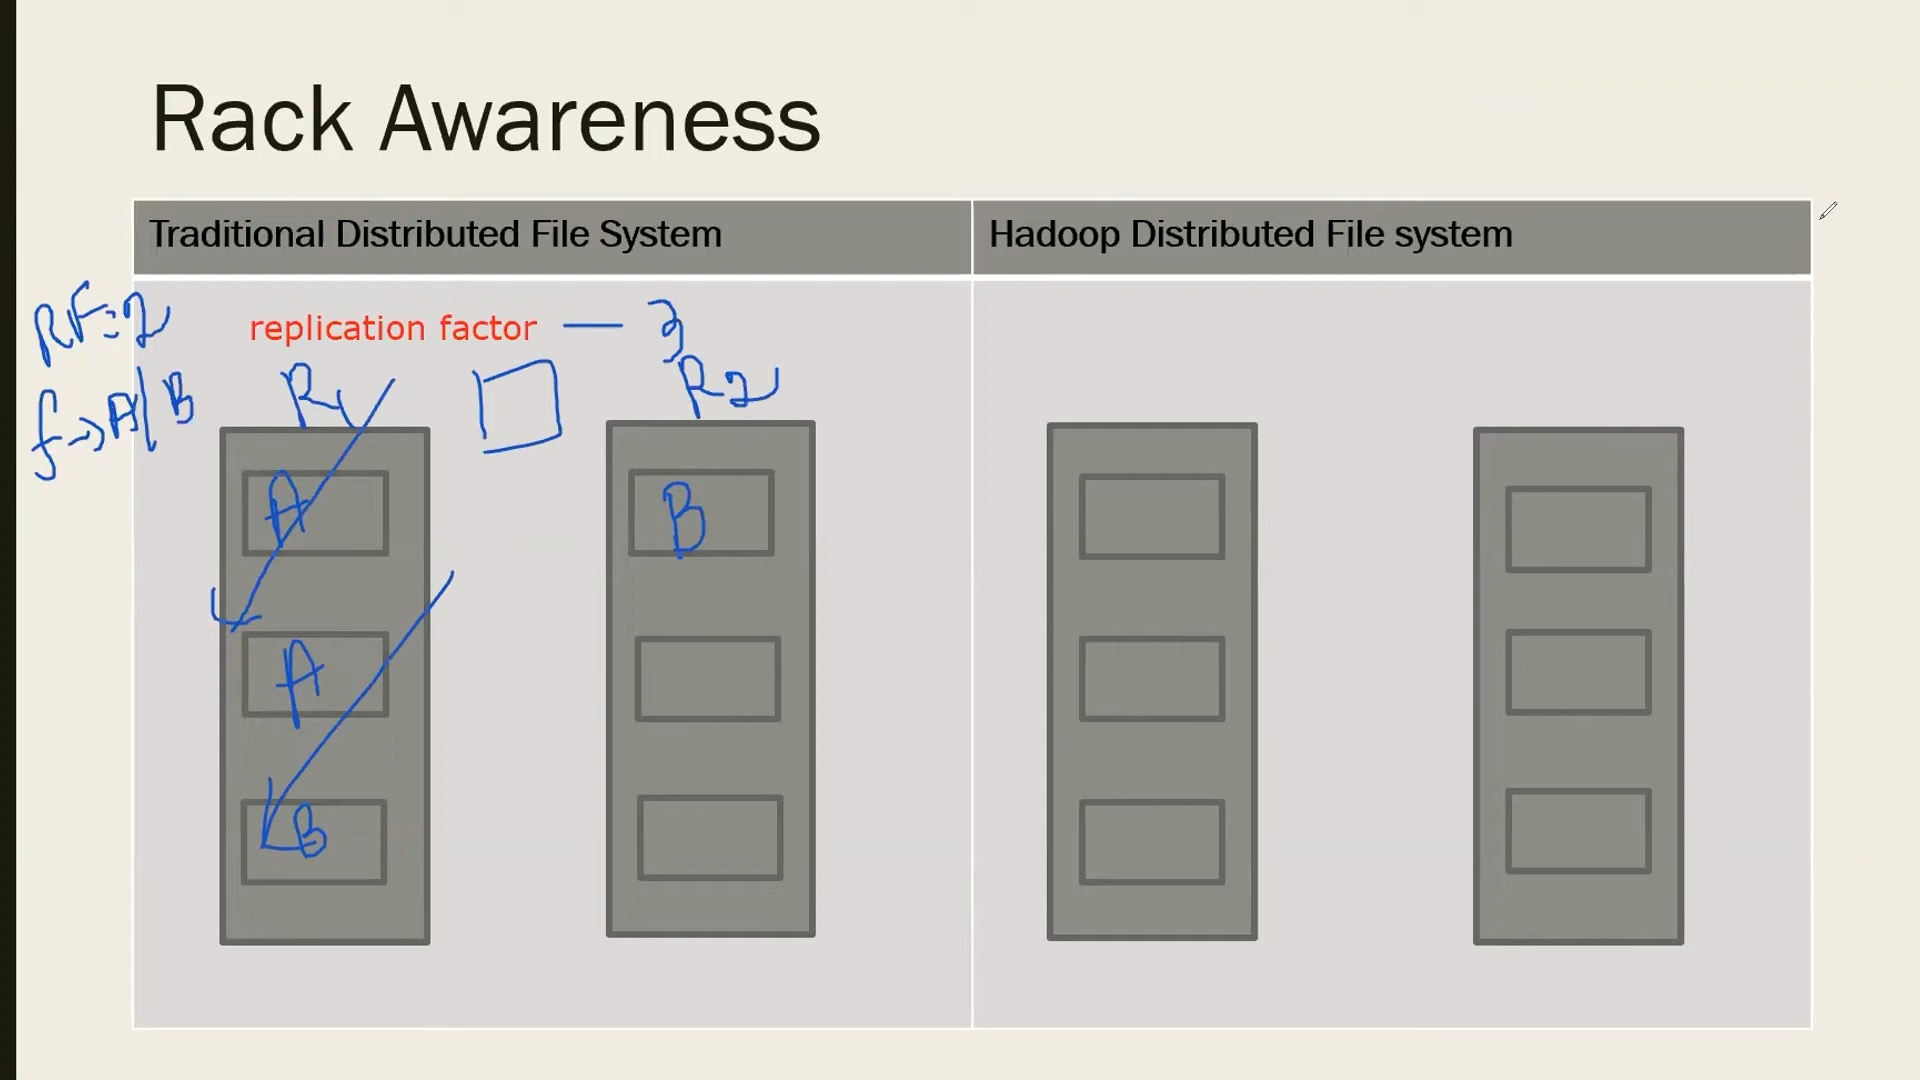 Rack Awareness
Traditional Distributed File System
Hadoop Distributed File system
RF=2
replication factor — 3
f→A|B
R1
R2
A
B
A
B